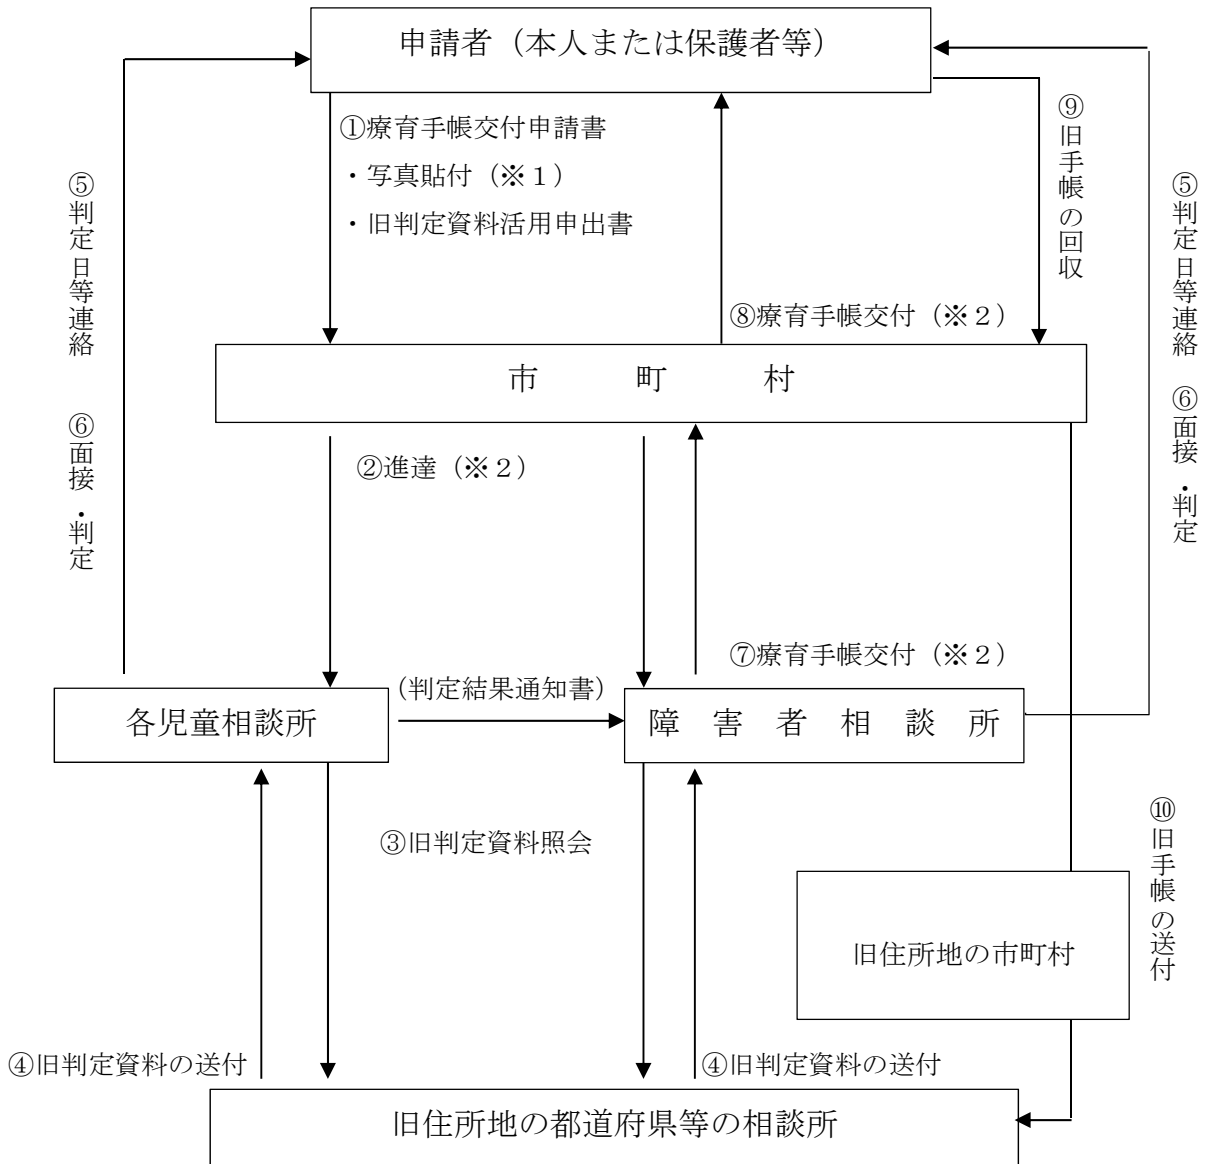 申請者（本人または保護者等）
①療育手帳交付申請書
・写真貼付（※１）
・旧判定資料活用申出書
⑨旧手帳の回収
⑤判定日等連絡
⑥面接・判定
⑤判定日等連絡
⑥面接・判定
⑧療育手帳交付（※２）
市町村
②進達（※２）
⑦療育手帳交付（※２）
(判定結果通知書)
各児童相談所
障害者相談所
③旧判定資料照会
⑩旧手帳の送付
旧住所地の市町村
④旧判定資料の送付
④旧判定資料の送付
旧住所地の都道府県等の相談所